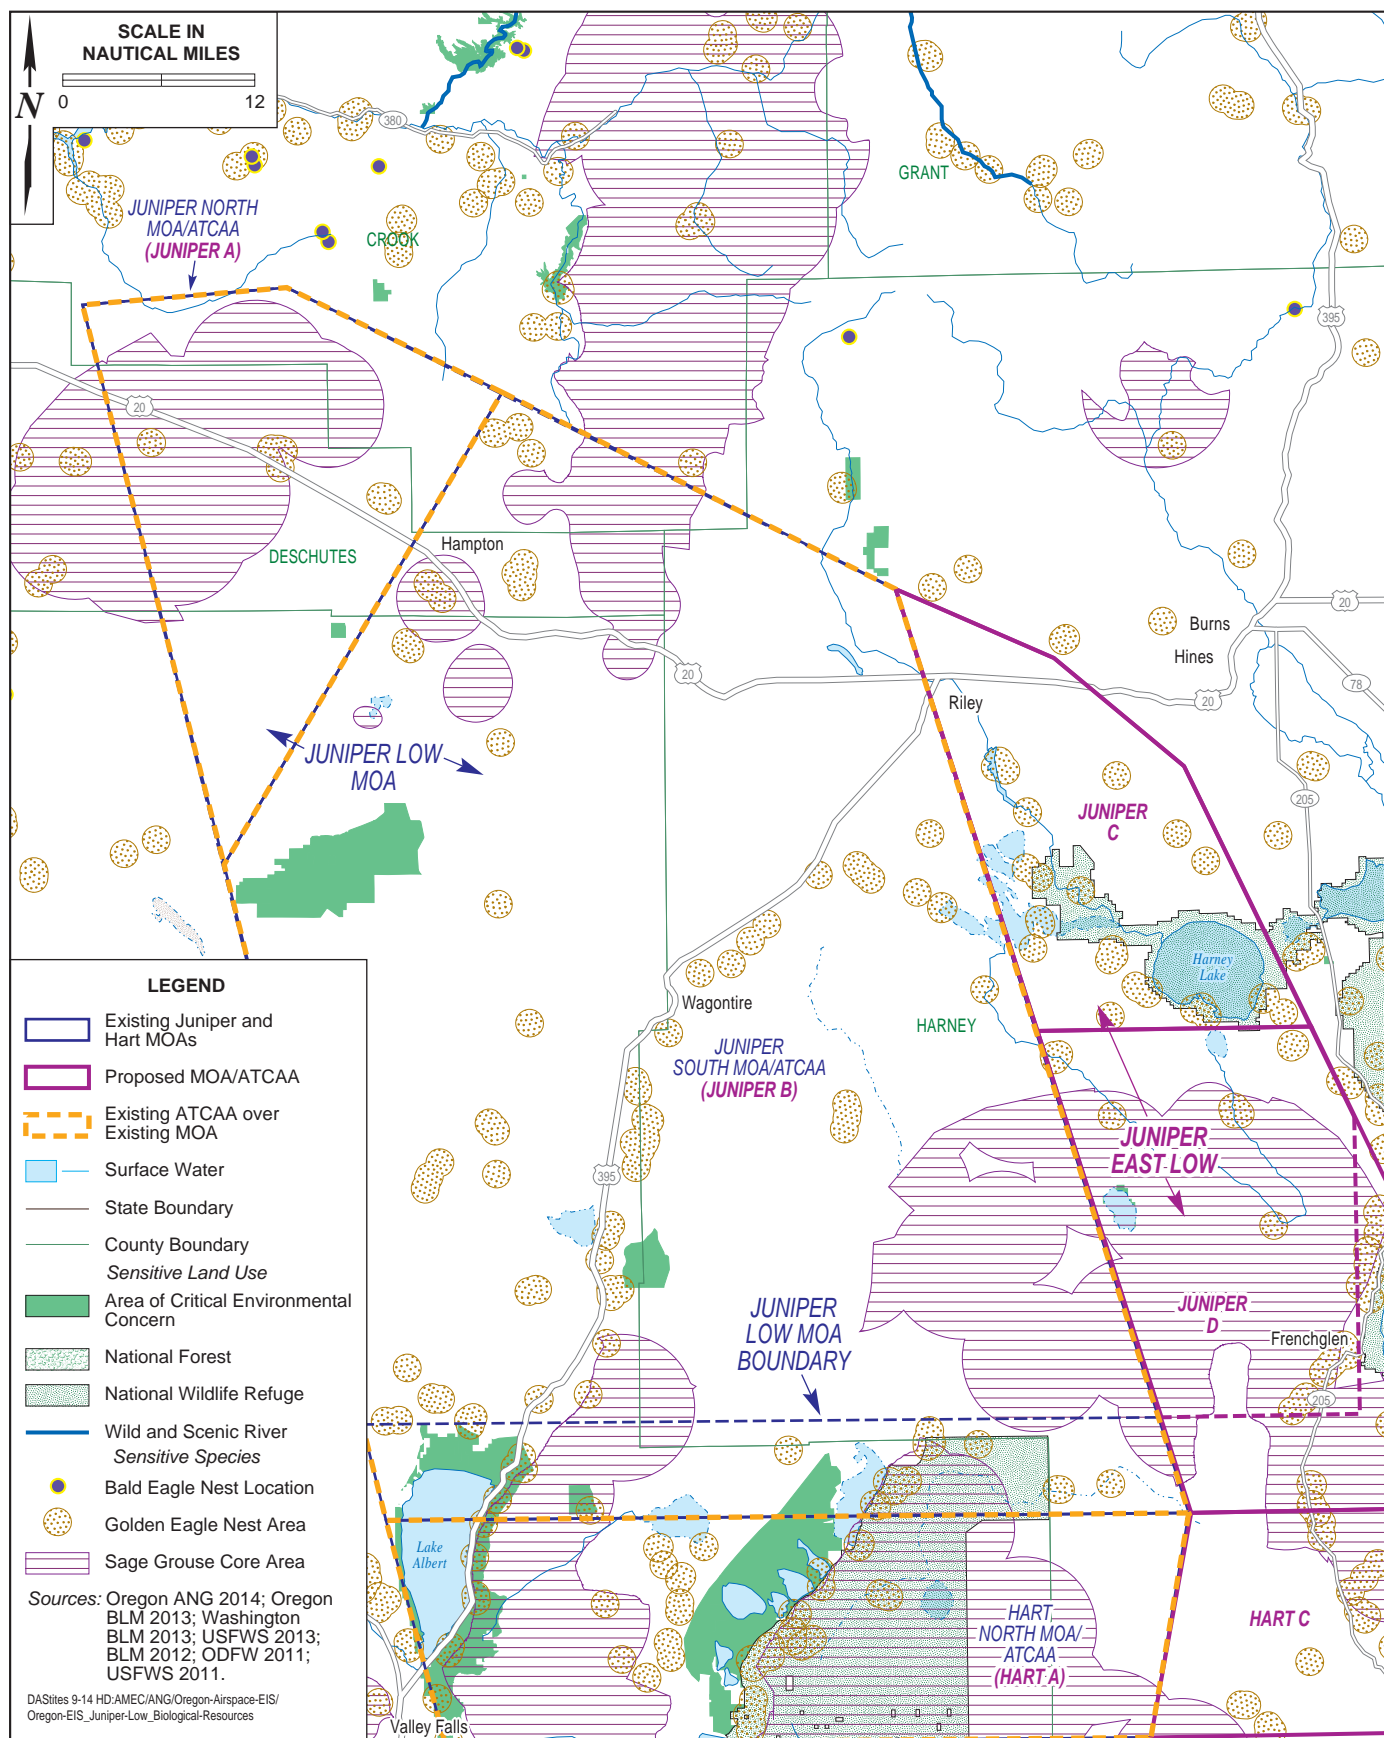 SCALE IN
NAUTICAL MILES
0 12
N
380
GRANT
JUNIPER NORTH
MOA/ATCAA
(JUNIPER A)
CROOK
395
20
Hampton
DESCHUTES
20
Burns
Hines
20
78
20
Riley
JUNIPER LOW
MOA
205
JUNIPER
C
Harney
Lake
Wagontire
HARNEY
JUNIPER
SOUTH MOA/ATCAA
(JUNIPER B)
JUNIPER
EAST LOW
395
JUNIPER
D
JUNIPER
LOW MOA
BOUNDARY
Frenchglen
205
Lake
Albert
HART
NORTH MOA/
ATCAA
(HART A)
HART C
Valley Falls
LEGEND
Existing Juniper and
Hart MOAs
Proposed MOA/ATCAA
Existing ATCAA over
Existing MOA
Surface Water
State Boundary
County Boundary
Sensitive Land Use
Area of Critical Environmental
Concern
National Forest
National Wildlife Refuge
Wild and Scenic River
Sensitive Species
Bald Eagle Nest Location
Golden Eagle Nest Area
Sage Grouse Core Area
Sources: Oregon ANG 2014; Oregon
BLM 2013; Washington
BLM 2013; USFWS 2013;
BLM 2012; ODFW 2011;
USFWS 2011.
DAStites 9-14 HD:AMEC/ANG/Oregon-Airspace-EIS/
Oregon-EIS_Juniper-Low_Biological-Resources